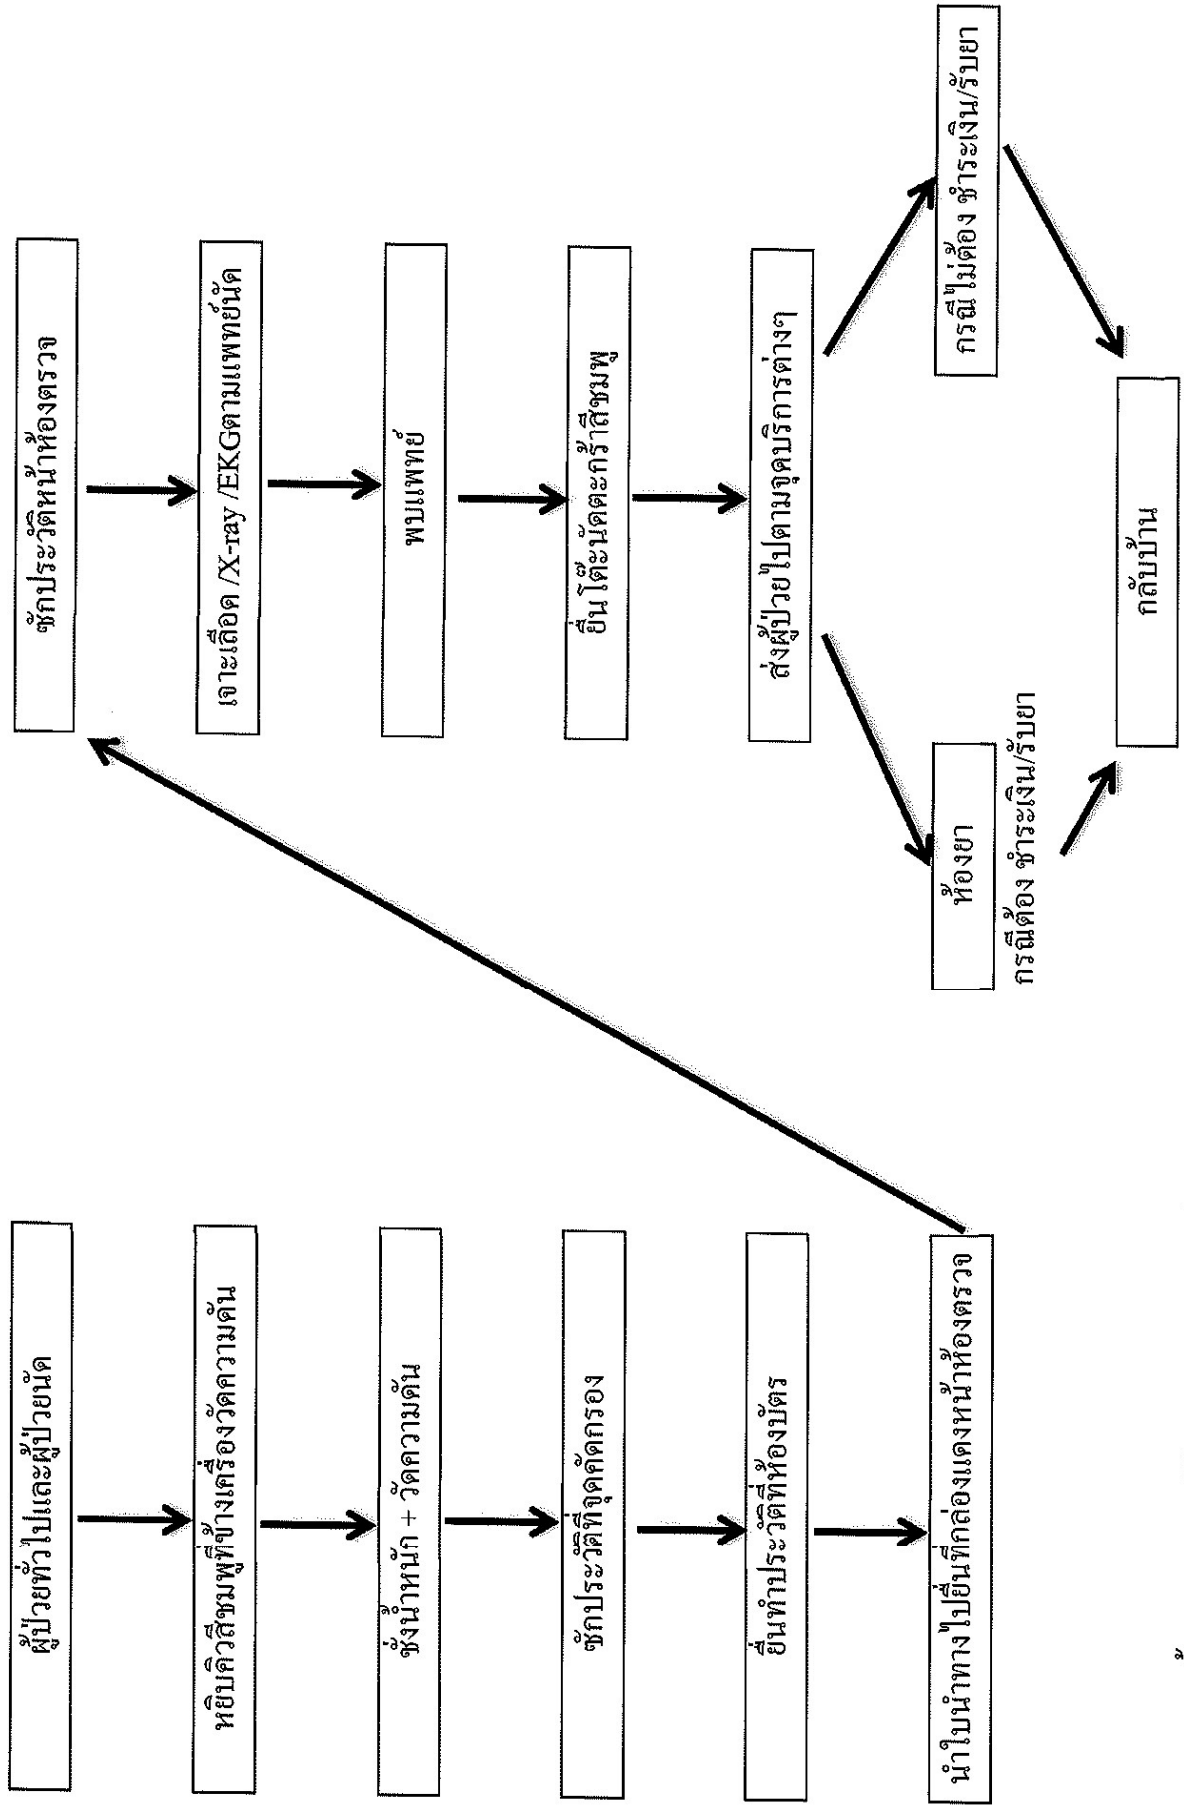 ผู้ป่วยทั่วไปและผู้ป่วยนัด
หยิบคิวสีชมพูที่ข้างเครื่องวัดความดัน
ชั่งน้ำหนัก + วัดความดัน
ซักประวัติที่จุดคัดกรอง
ยื่นทำประวัติที่ห้องบัตร
นำใบนำทางไปยื่นที่กล่องแดงหน้าห้องตรวจ
ซักประวัติหน้าห้องตรวจ
เจาะเลือด /X-ray /EKGตามแพทย์นัด
พบแพทย์
ยื่นโต๊ะนัดตะกร้าสีชมพู
ส่งผู้ป่วยไปตามจุดบริการต่างๆ
ห้องยา
กรณีต้อง ชำระเงิน/รับยา
กรณีไม่ต้อง ชำระเงิน/รับยา
กลับบ้าน